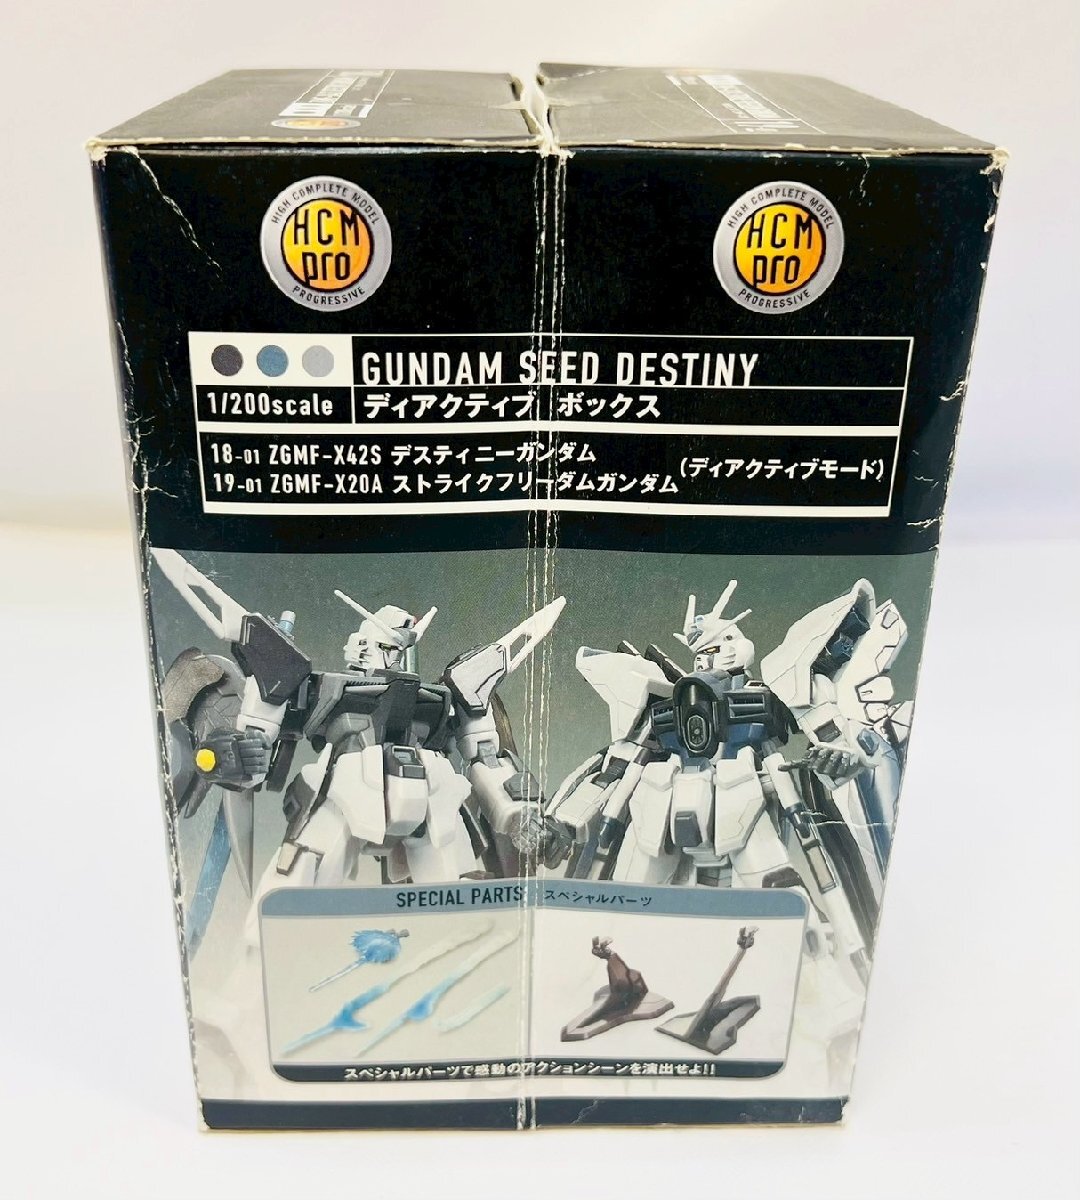 HIGH COMPLETE MODEL
HCM
pro
PROGRESSIVE
HIGH COMPLETE MODEL
HCM
pro
PROGRESSIVE
GUNDAM SEED DESTINY
1/200scale ディアクティブ ボックス
18-01 ZGMF-X42S デスティニーガンダム
19-01 ZGMF-X20A ストライクフリーダムガンダム
(ディアクティブモード)
SPECIAL PARTS スペシャルパーツ
スペシャルパーツで感動のアクションシーンを演出せよ!!